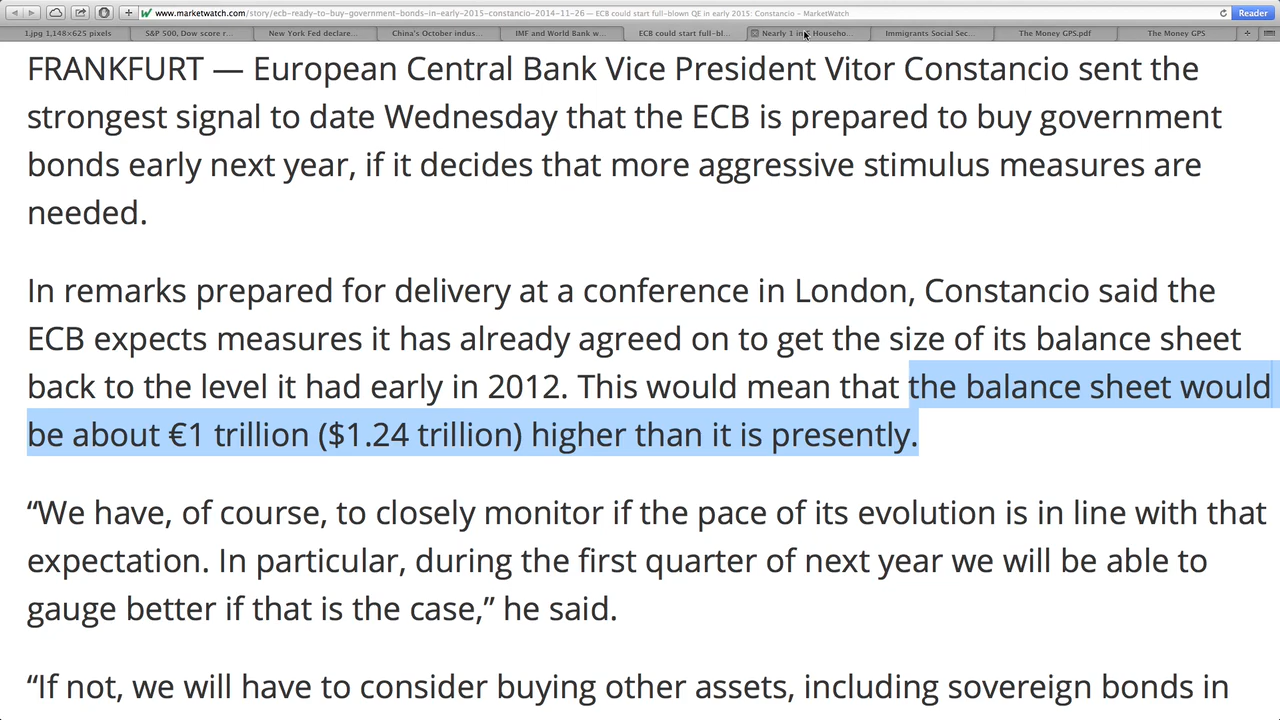 www.marketwatch.com/story/ecb-ready-to-buy-government-bonds-in-early-2015-constancio-2014-11-26 — ECB could start full-blown QE in early 2015: Constancio – MarketWatch
Reader
1.jpg 1,148×625 pixels
S&P 500, Dow score r...
New York Fed declare...
China's October indus...
IMF and World Bank w...
ECB could start full-bl...
Nearly 1 in 5 Househo...
Immigrants Social Sec...
The Money GPS.pdf
The Money GPS
FRANKFURT — European Central Bank Vice President Vitor Constancio sent the
strongest signal to date Wednesday that the ECB is prepared to buy government
bonds early next year, if it decides that more aggressive stimulus measures are
needed.
In remarks prepared for delivery at a conference in London, Constancio said the
ECB expects measures it has already agreed on to get the size of its balance sheet
back to the level it had early in 2012. This would mean that the balance sheet would
be about €1 trillion ($1.24 trillion) higher than it is presently.
“We have, of course, to closely monitor if the pace of its evolution is in line with that
expectation. In particular, during the first quarter of next year we will be able to
gauge better if that is the case,” he said.
“If not, we will have to consider buying other assets, including sovereign bonds in